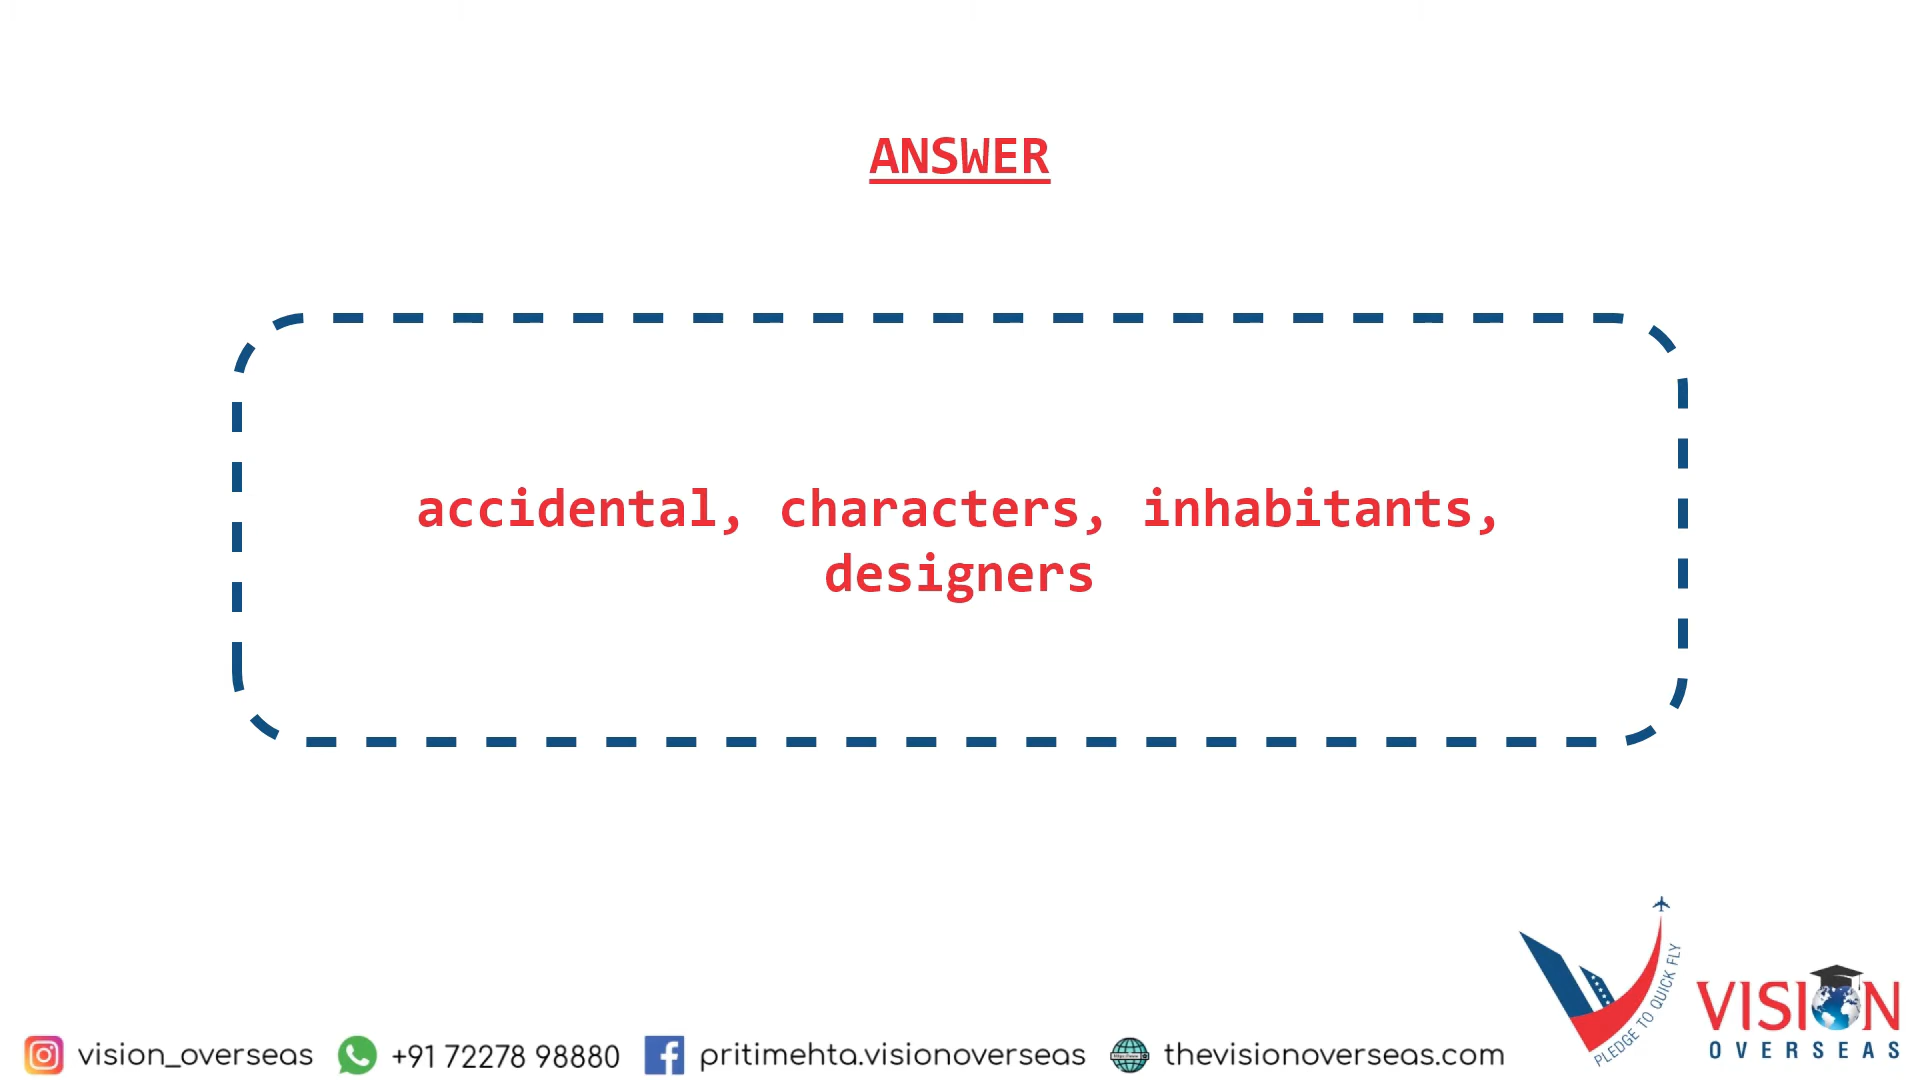 ANSWER
accidental, characters, inhabitants,
designers
PLEDGE TO QUICK FLY
VISION
OVERSEAS
vision_overseas +91 72278 98880 pritimehta.visionoverseas thevisionoverseas.com